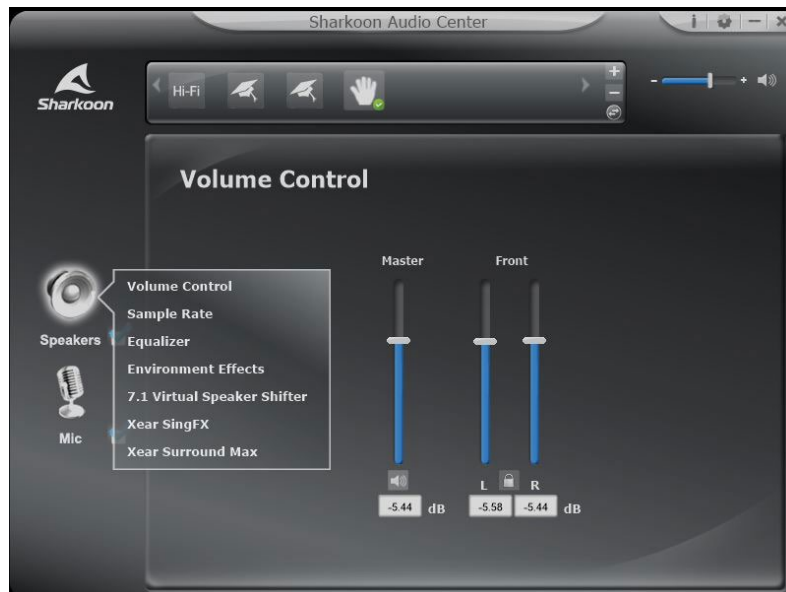 Sharkoon Audio Center
i
Sharkoon
Hi-Fi
- +
+
-
Volume Control
Master Front
Volume Control
Sample Rate
Speakers
Equalizer
Environment Effects
7.1 Virtual Speaker Shifter
Xear SingFX
Mic
Xear Surround Max
L R
-5.44 dB -5.58 -5.44 dB